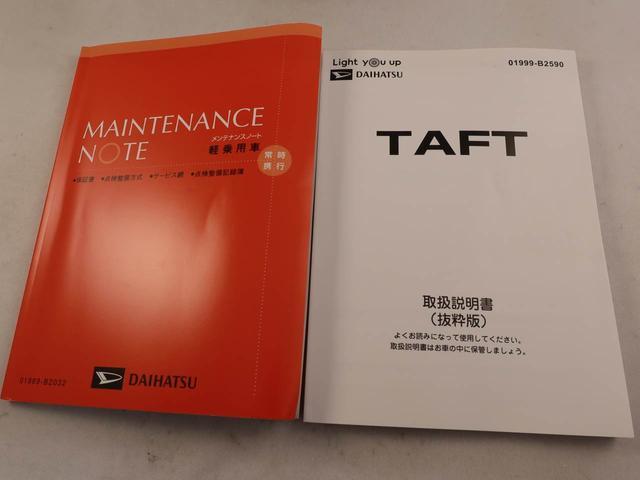 MAINTENANCE
NOTE
メンテナンスノート
軽乗用車
常時
携行
•保証書 •点検整備方式 •サービス網 •点検整備記録簿
DAIHATSU
01999-B2032
Light you up
DAIHATSU
01999-B2590
TAFT
取扱説明書
（抜粋版）
よくお読みになって使用してください。
取扱説明書はお車の中に保管しましょう。